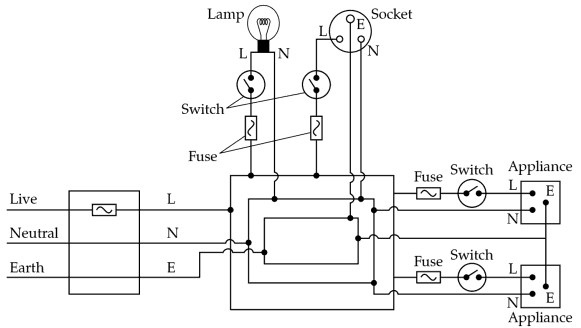 Lamp
Socket
L
E
L
N
N
Switch
Fuse
Fuse
Switch
Appliance
Live
L
L
E
N
Neutral
N
Switch
Fuse
Earth
E
L
N
E
Appliance